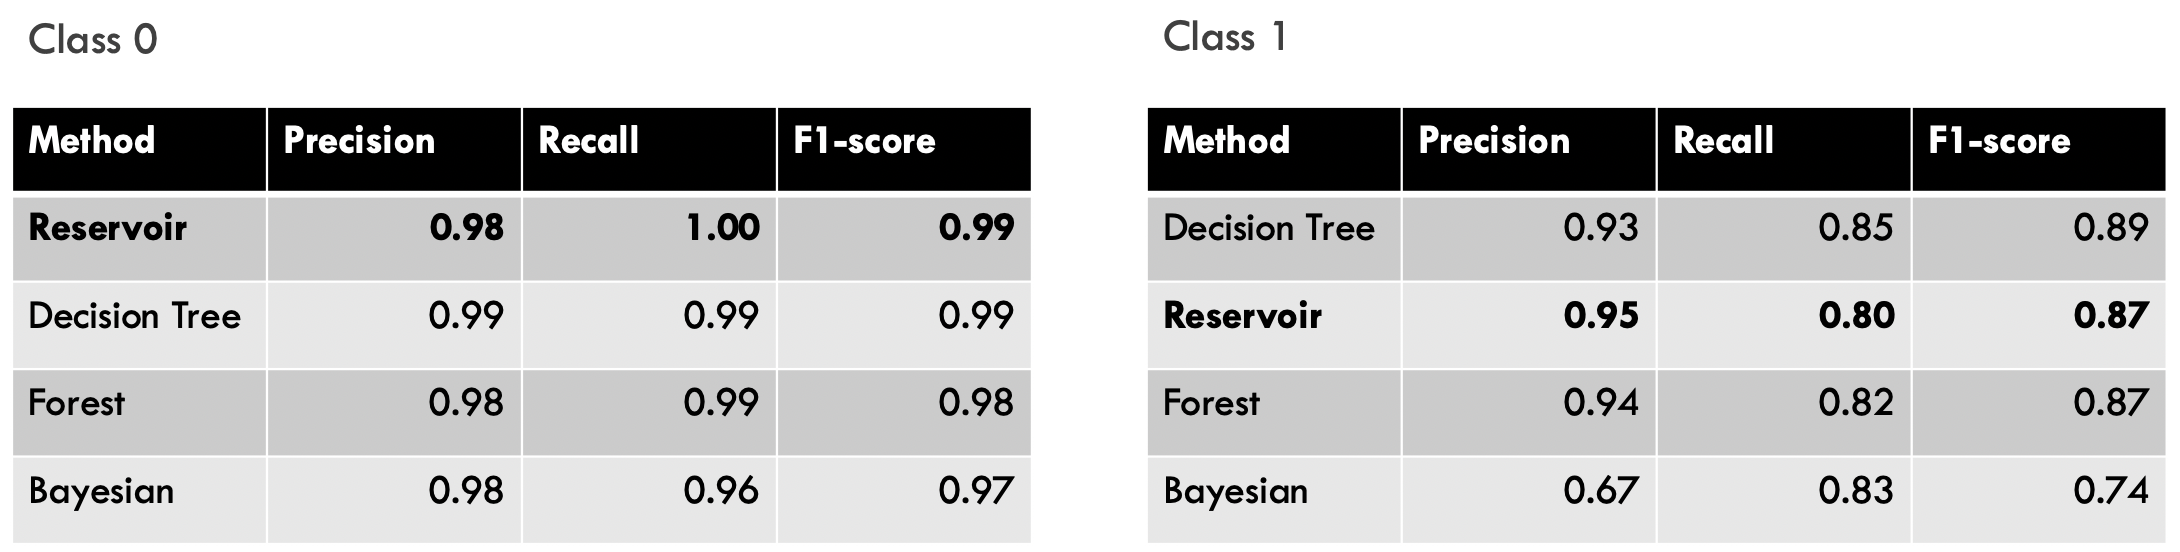 Class 0
Method Precision Recall F1-score
Reservoir 0.98 1.00 0.99
Decision Tree 0.99 0.99 0.99
Forest 0.98 0.99 0.98
Bayesian 0.98 0.96 0.97
Class 1
Method Precision Recall F1-score
Decision Tree 0.93 0.85 0.89
Reservoir 0.95 0.80 0.87
Forest 0.94 0.82 0.87
Bayesian 0.67 0.83 0.74